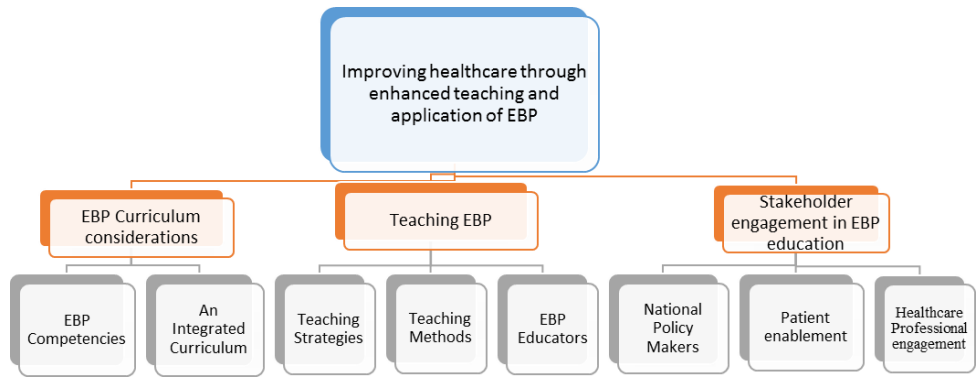 Improving healthcare through
enhanced teaching and
application of EBP
EBP Curriculum
considerations
Teaching EBP
Stakeholder
engagement in EBP
education
EBP
Competencies
An
Integrated
Curriculum
Teaching
Strategies
Teaching
Methods
EBP
Educators
National
Policy
Makers
Patient
enablement
Healthcare
Professional
engagement